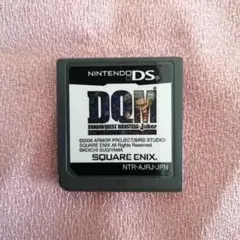 NINTENDO DS
DQM
DRAGON QUEST MONSTERS Joker
©2006 ARMOR PROJECT/BIRD STUDIO/
SQUARE ENIX All Rights Reserved.
©KOICHI SUGIYAMA
SQUARE ENIX.
NTR-AJRJ-JPN